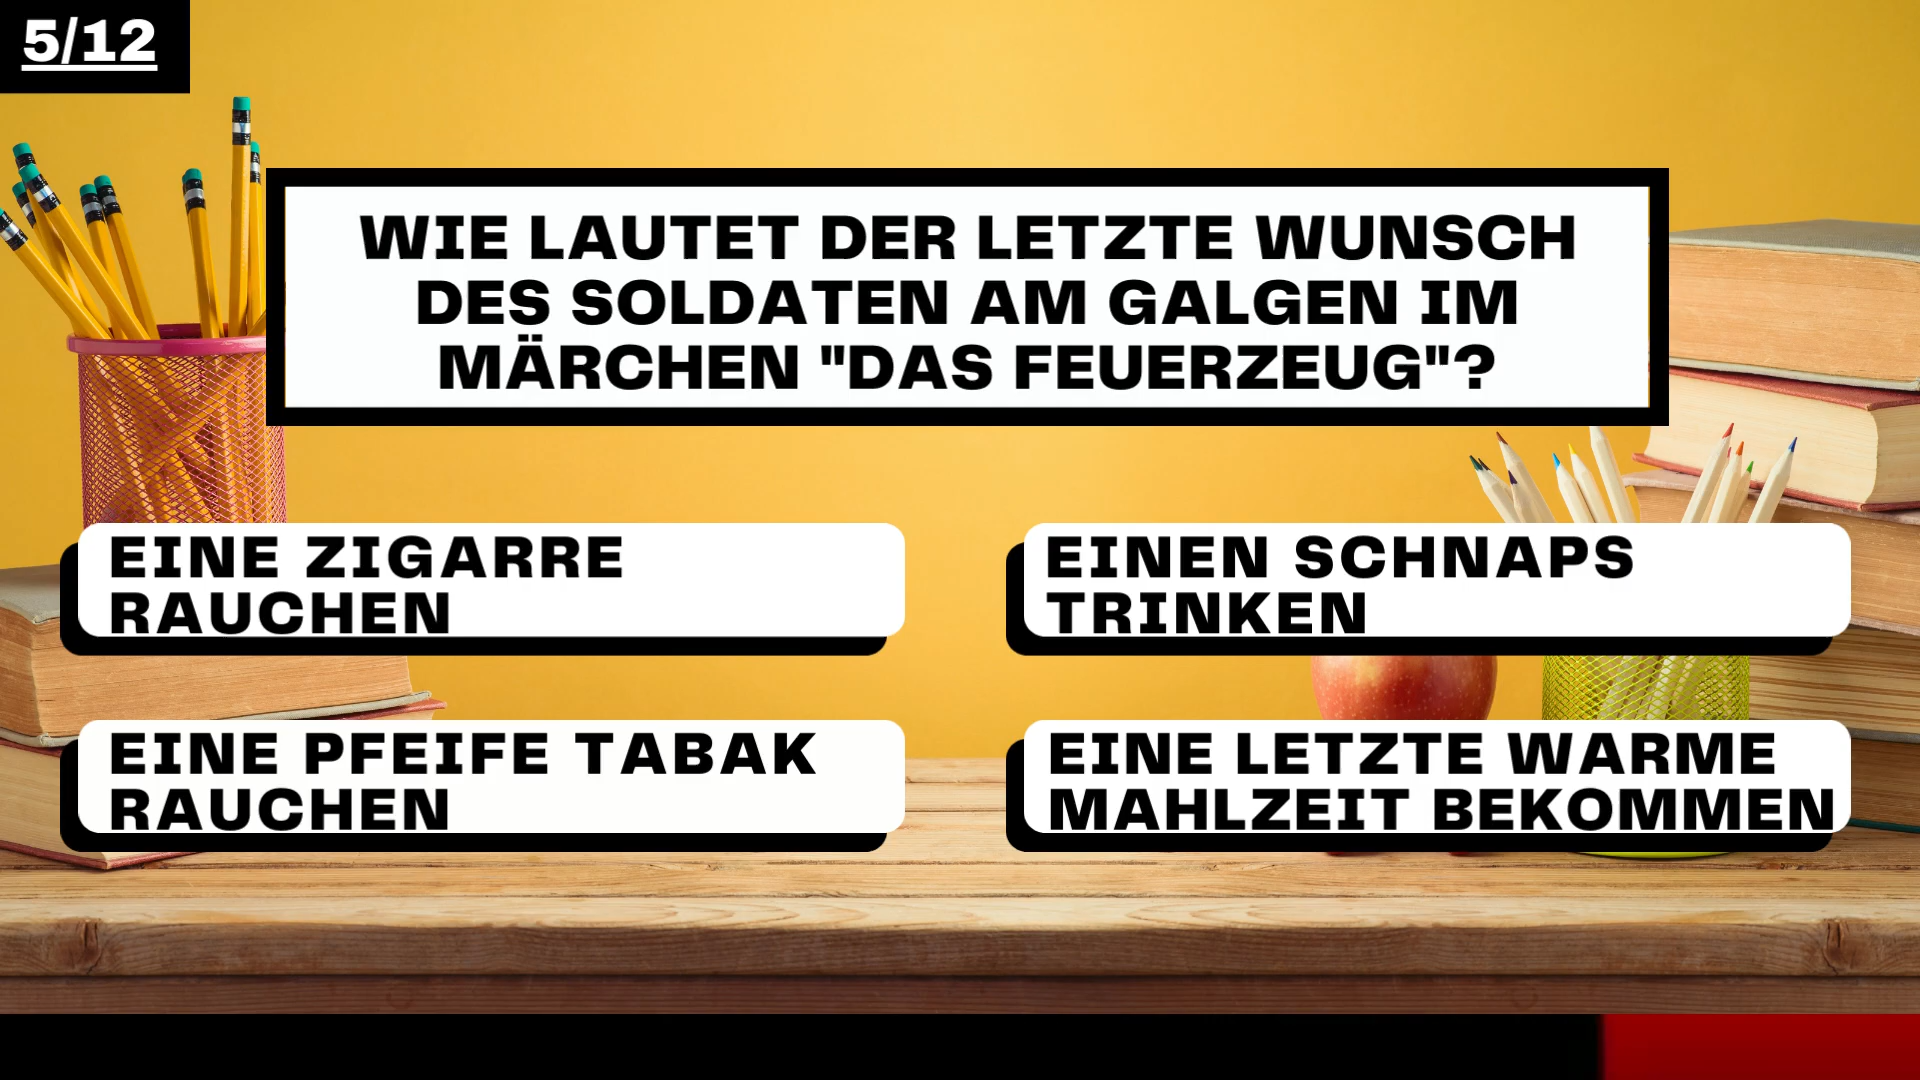 5/12
WIE LAUTET DER LETZTE WUNSCH
DES SOLDATEN AM GALGEN IM
MÄRCHEN "DAS FEUERZEUG"?
EINE ZIGARRE
RAUCHEN
EINEN SCHNAPS
TRINKEN
EINE PFEIFE TABAK
RAUCHEN
EINE LETZTE WARME
MAHLZEIT BEKOMMEN